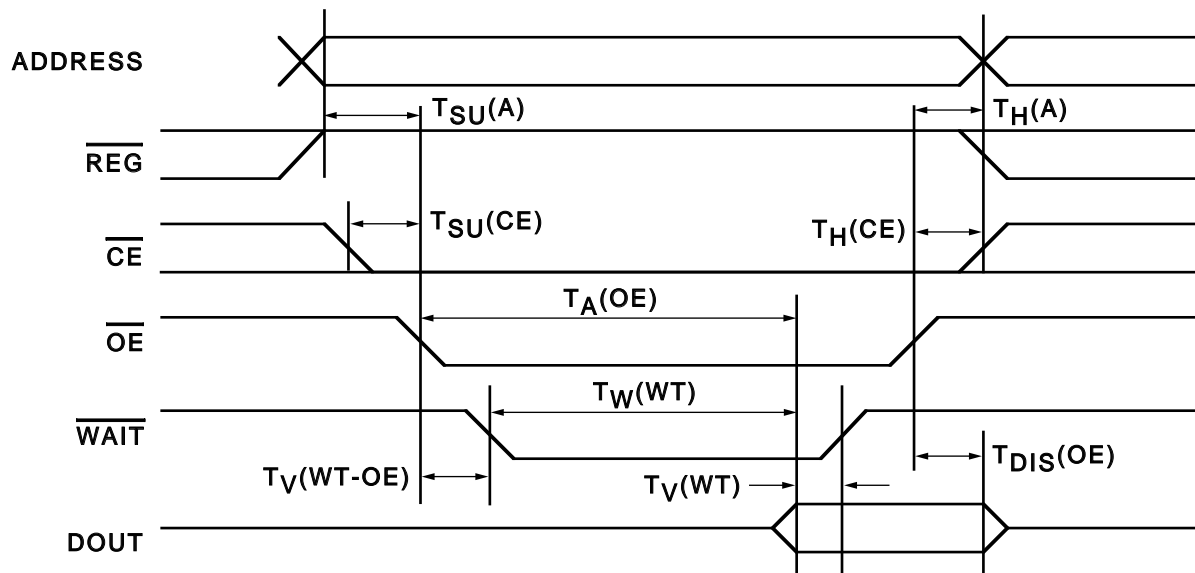 ADDRESS
TSU(A)
TH(A)
REG
TSU(CE)
TH(CE)
CE
TA(OE)
OE
TW(WT)
WAIT
TV(WT-OE)
TV(WT)
TDIS(OE)
DOUT